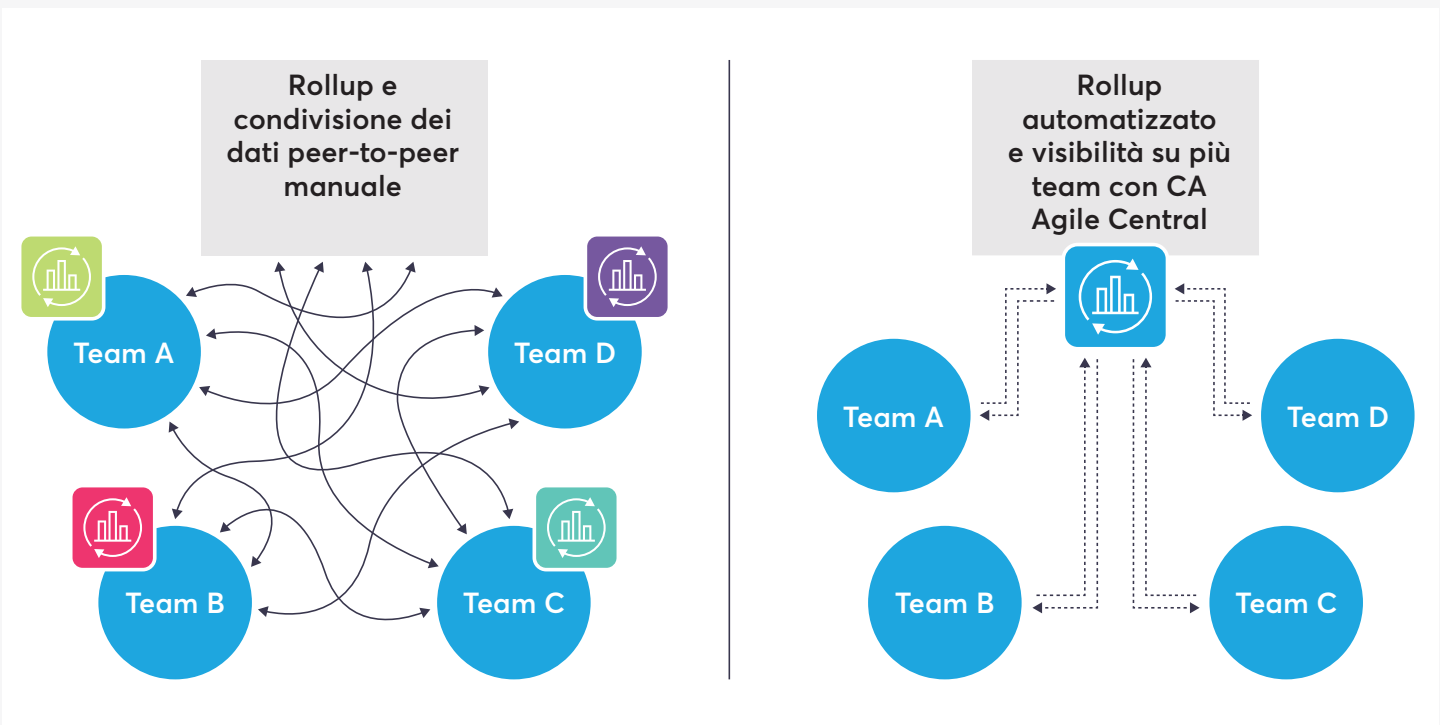 Rollup e
condivisione dei
dati peer-to-peer
manuale
Team A
Team D
Team B
Team C
Rollup
automatizzato
e visibilità su più
team con CA
Agile Central
Team A
Team D
Team B
Team C